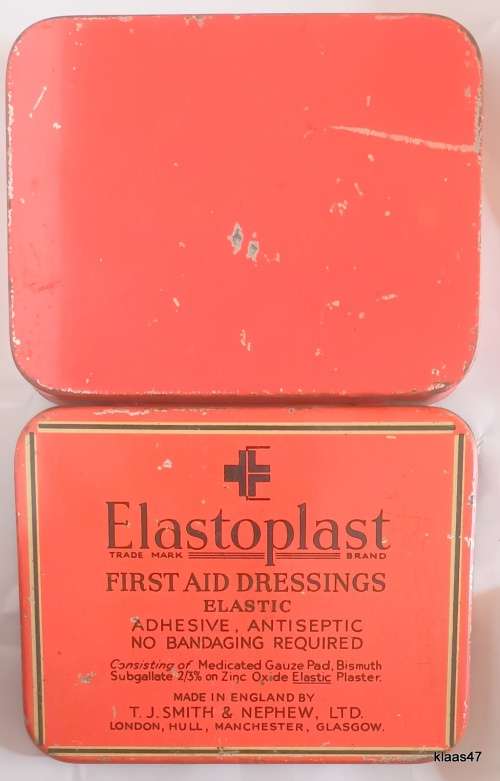 Elastoplast
TRADE MARK BRAND
FIRST AID DRESSINGS
ELASTIC
ADHESIVE, ANTISEPTIC
NO BANDAGING REQUIRED
Consisting of Medicated Gauze Pad, Bismuth
Subgallate 2/3% on Zinc Oxide Elastic Plaster.
MADE IN ENGLAND BY
T. J. SMITH & NEPHEW, LTD.
LONDON, HULL, MANCHESTER, GLASGOW.
klaas47